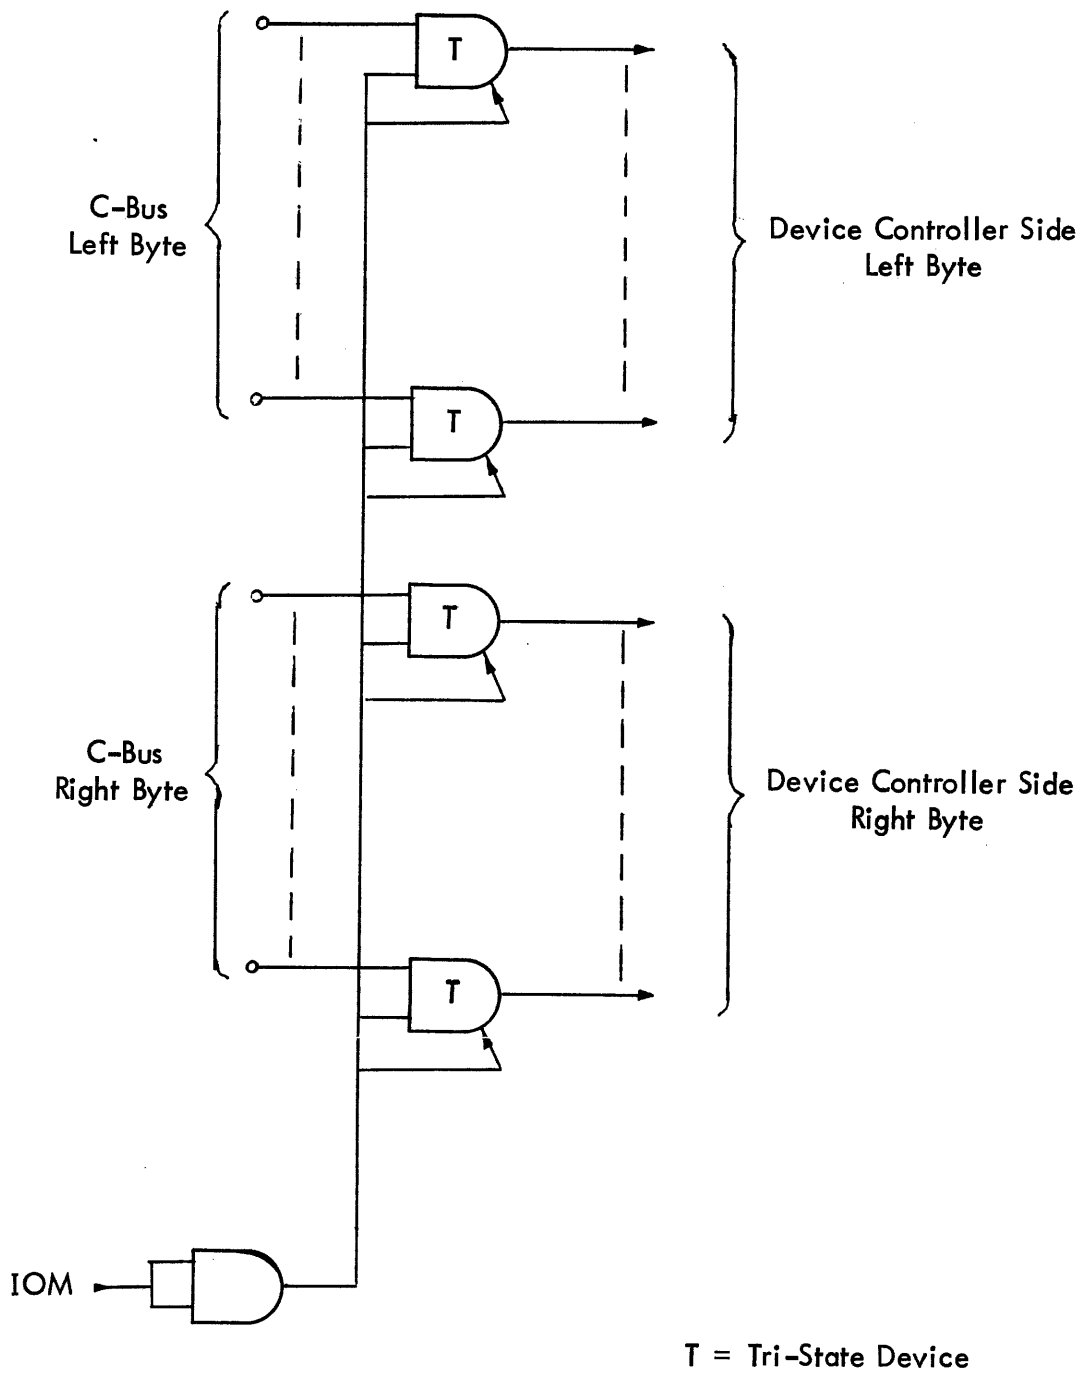 T
C-Bus
Left Byte
Device Controller Side
Left Byte
T
T
C-Bus
Right Byte
Device Controller Side
Right Byte
T
IOM
T = Tri-State Device